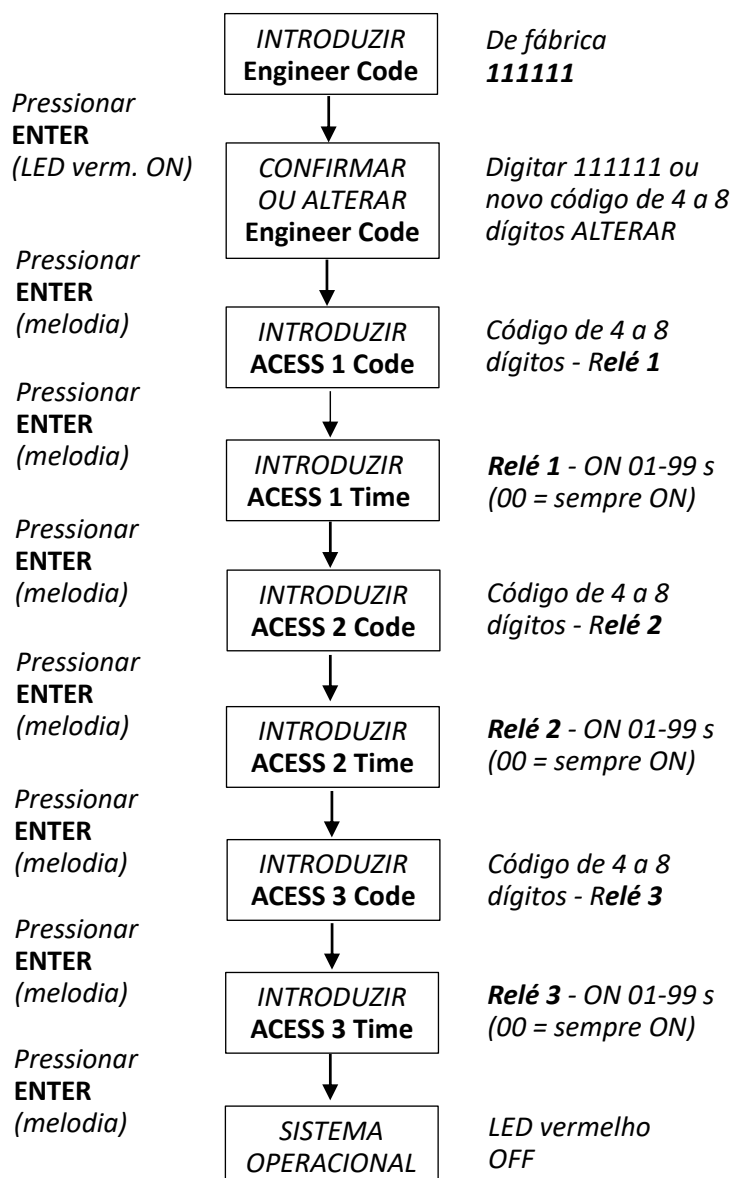 INTRODUZIR
Engineer Code
De fábrica
111111
Pressionar
ENTER
(LED verm. ON)
CONFIRMAR
OU ALTERAR
Engineer Code
Digitar 111111 ou
novo código de 4 a 8
dígitos ALTERAR
Pressionar
ENTER
(melodia)
INTRODUZIR
ACESS 1 Code
Código de 4 a 8
dígitos - Relé 1
Pressionar
ENTER
(melodia)
INTRODUZIR
ACESS 1 Time
Relé 1 - ON 01-99 s
(00 = sempre ON)
Pressionar
ENTER
(melodia)
INTRODUZIR
ACESS 2 Code
Código de 4 a 8
dígitos - Relé 2
Pressionar
ENTER
(melodia)
INTRODUZIR
ACESS 2 Time
Relé 2 - ON 01-99 s
(00 = sempre ON)
Pressionar
ENTER
(melodia)
INTRODUZIR
ACESS 3 Code
Código de 4 a 8
dígitos - Relé 3
Pressionar
ENTER
(melodia)
INTRODUZIR
ACESS 3 Time
Relé 3 - ON 01-99 s
(00 = sempre ON)
Pressionar
ENTER
(melodia)
SISTEMA
OPERACIONAL
LED vermelho
OFF